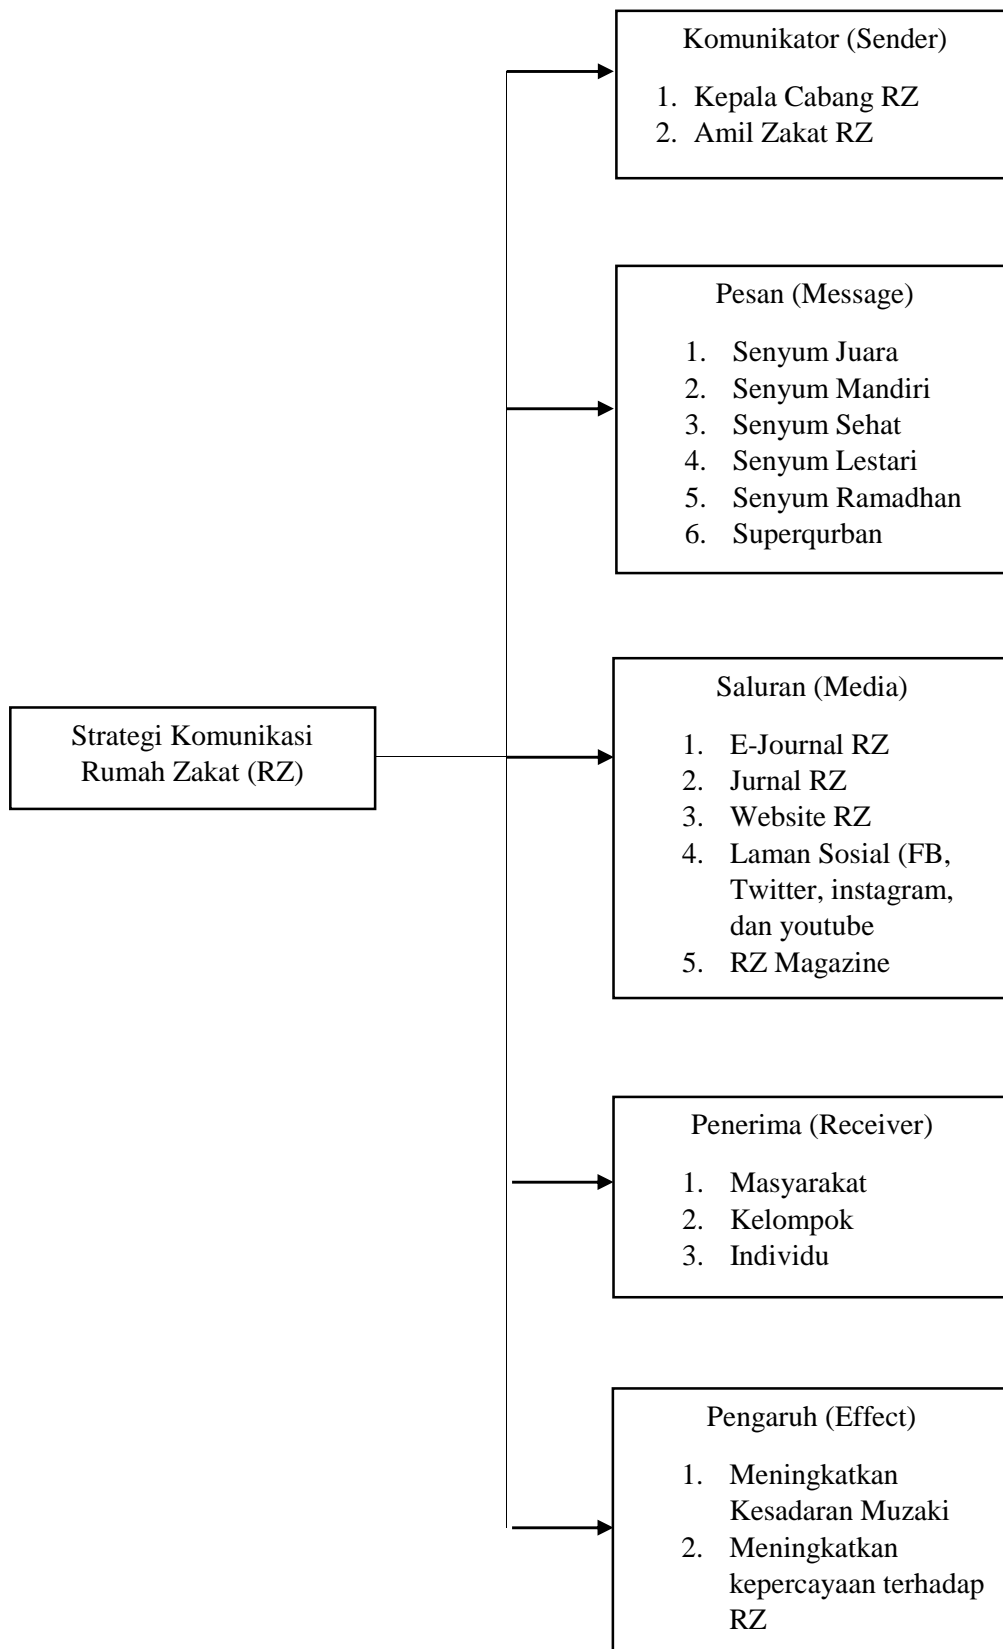 Komunikator (Sender)
1. Kepala Cabang RZ
2. Amil Zakat RZ
Pesan (Message)
1. Senyum Juara
2. Senyum Mandiri
3. Senyum Sehat
4. Senyum Lestari
5. Senyum Ramadhan
6. Superqurban
Strategi Komunikasi
Rumah Zakat (RZ)
Saluran (Media)
1. E-Journal RZ
2. Jurnal RZ
3. Website RZ
4. Laman Sosial (FB,
Twitter, instagram,
dan youtube
5. RZ Magazine
Penerima (Receiver)
1. Masyarakat
2. Kelompok
3. Individu
Pengaruh (Effect)
1. Meningkatkan
Kesadaran Muzaki
2. Meningkatkan
kepercayaan terhadap
RZ